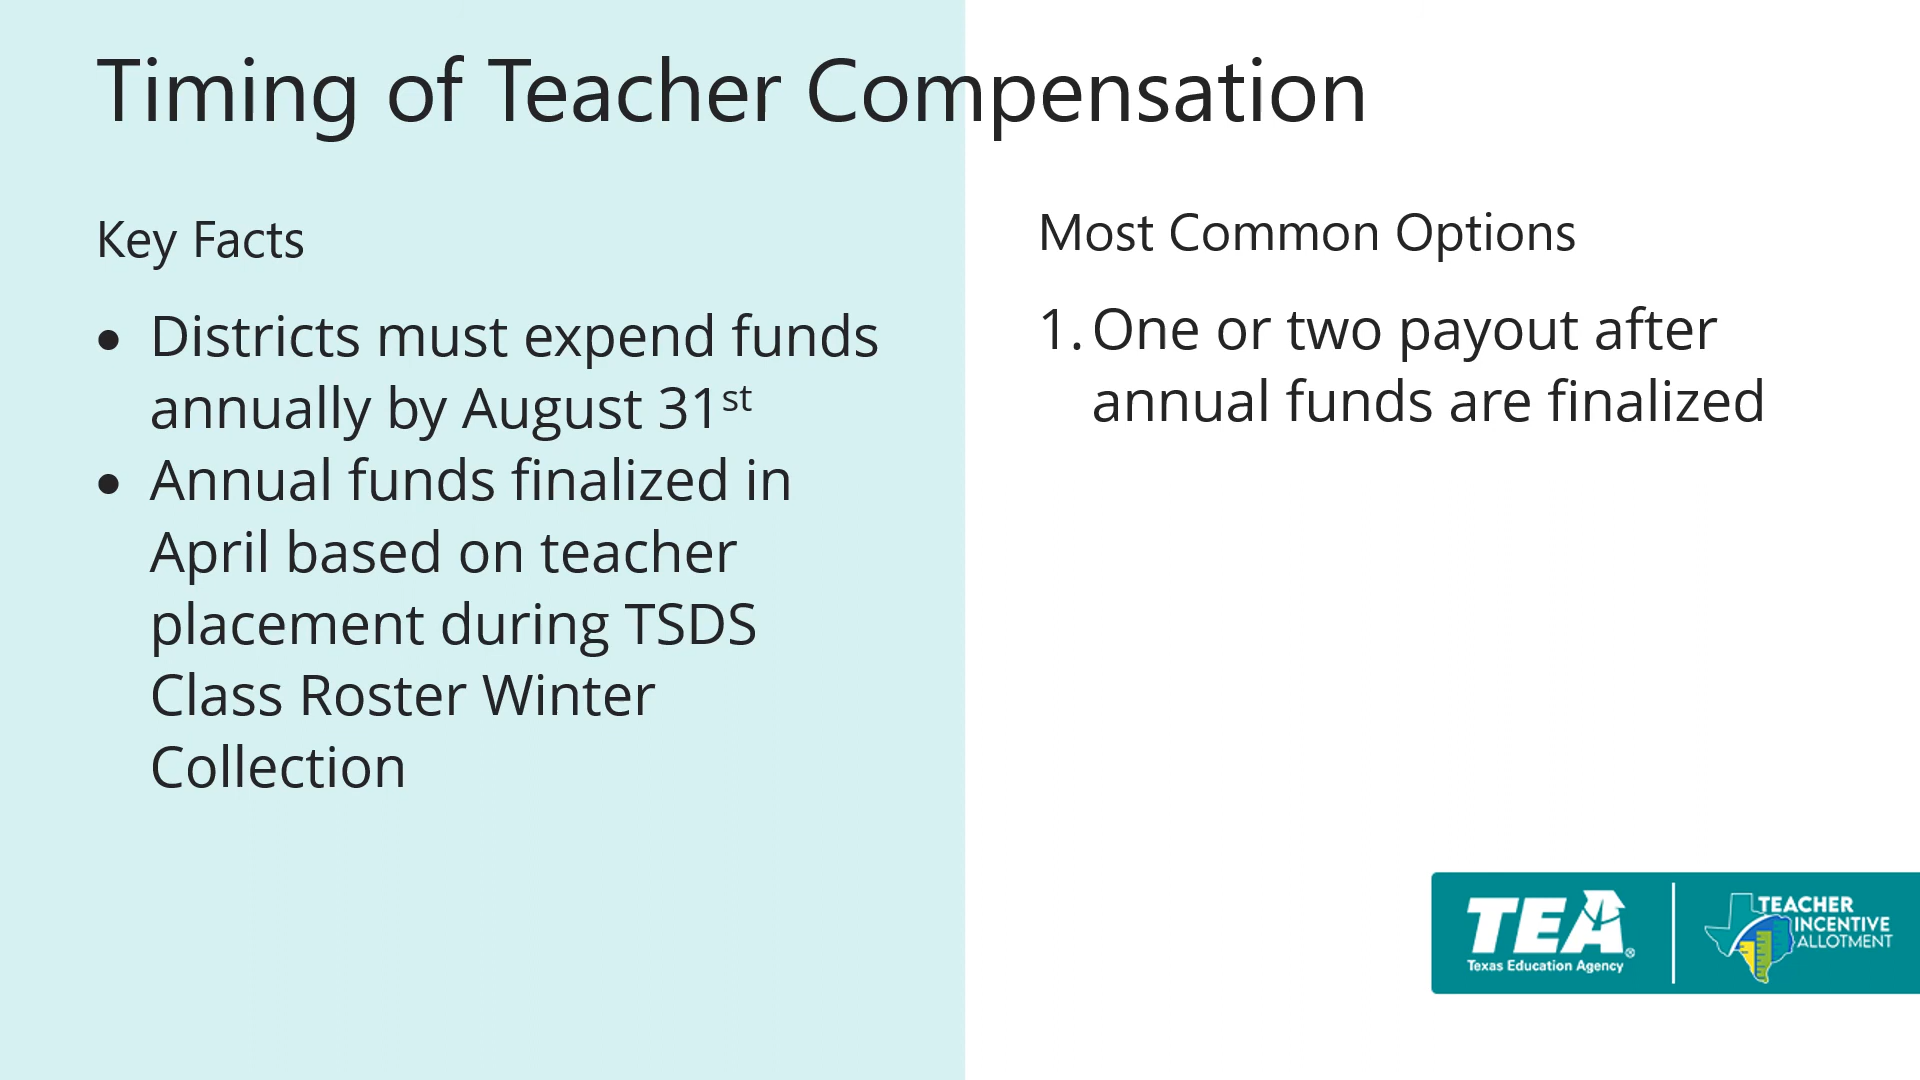 Timing of Teacher Compensation
Key Facts
• Districts must expend funds
annually by August 31st
• Annual funds finalized in
April based on teacher
placement during TSDS
Class Roster Winter
Collection
Most Common Options
1. One or two payout after
annual funds are finalized
TEA®
Texas Education Agency
TEACHER
INCENTIVE
ALLOTMENT